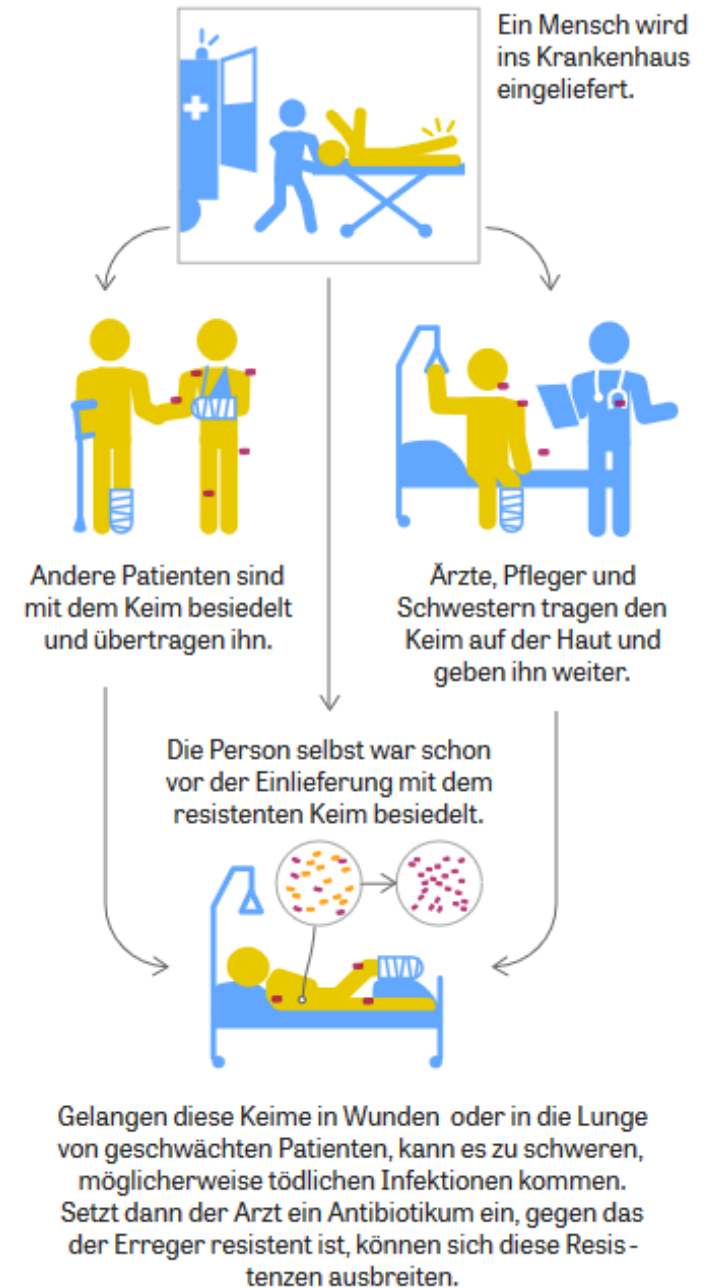 Ein Mensch wird
ins Krankenhaus
eingeliefert.
Andere Patienten sind
mit dem Keim besiedelt
und übertragen ihn.
Ärzte, Pfleger und
Schwestern tragen den
Keim auf der Haut und
geben ihn weiter.
Die Person selbst war schon
vor der Einlieferung mit dem
resistenten Keim besiedelt.
Gelangen diese Keime in Wunden oder in die Lunge
von geschwächten Patienten, kann es zu schweren,
möglicherweise tödlichen Infektionen kommen.
Setzt dann der Arzt ein Antibiotikum ein, gegen das
der Erreger resistent ist, können sich diese Resis-
tenzen ausbreiten.